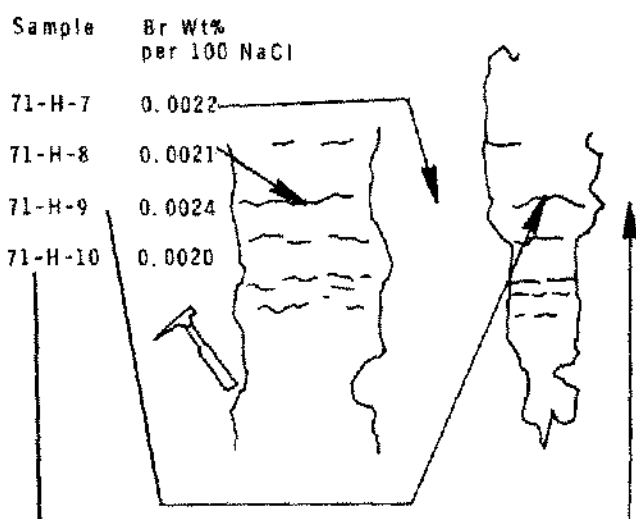 Sample Br Wt%
per 100 NaCl
71-H-7 0.0022
71-H-8 0.0021
71-H-9 0.0024
71-H-10 0.0020